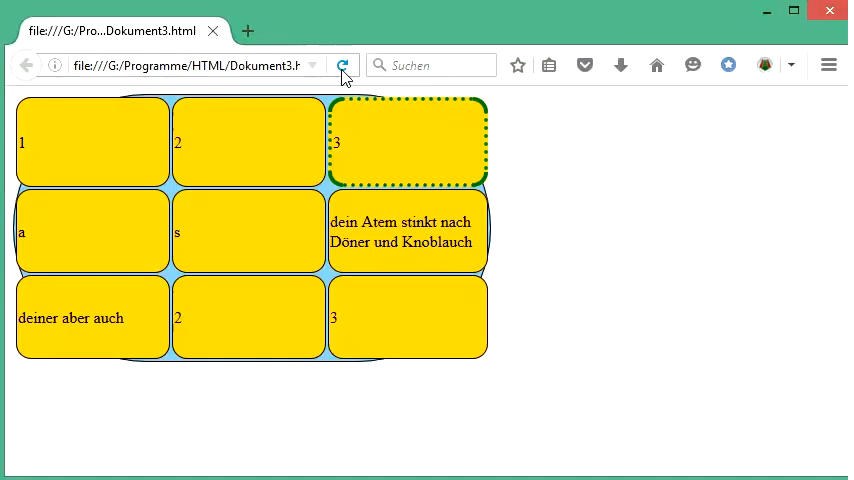 file:///G:/Pro...Dokument3.html
file:///G:/Programme/HTML/Dokument3.h
Suchen
1
2
3
a
s
dein Atem stinkt nach
Döner und Knoblauch
deiner aber auch
2
3